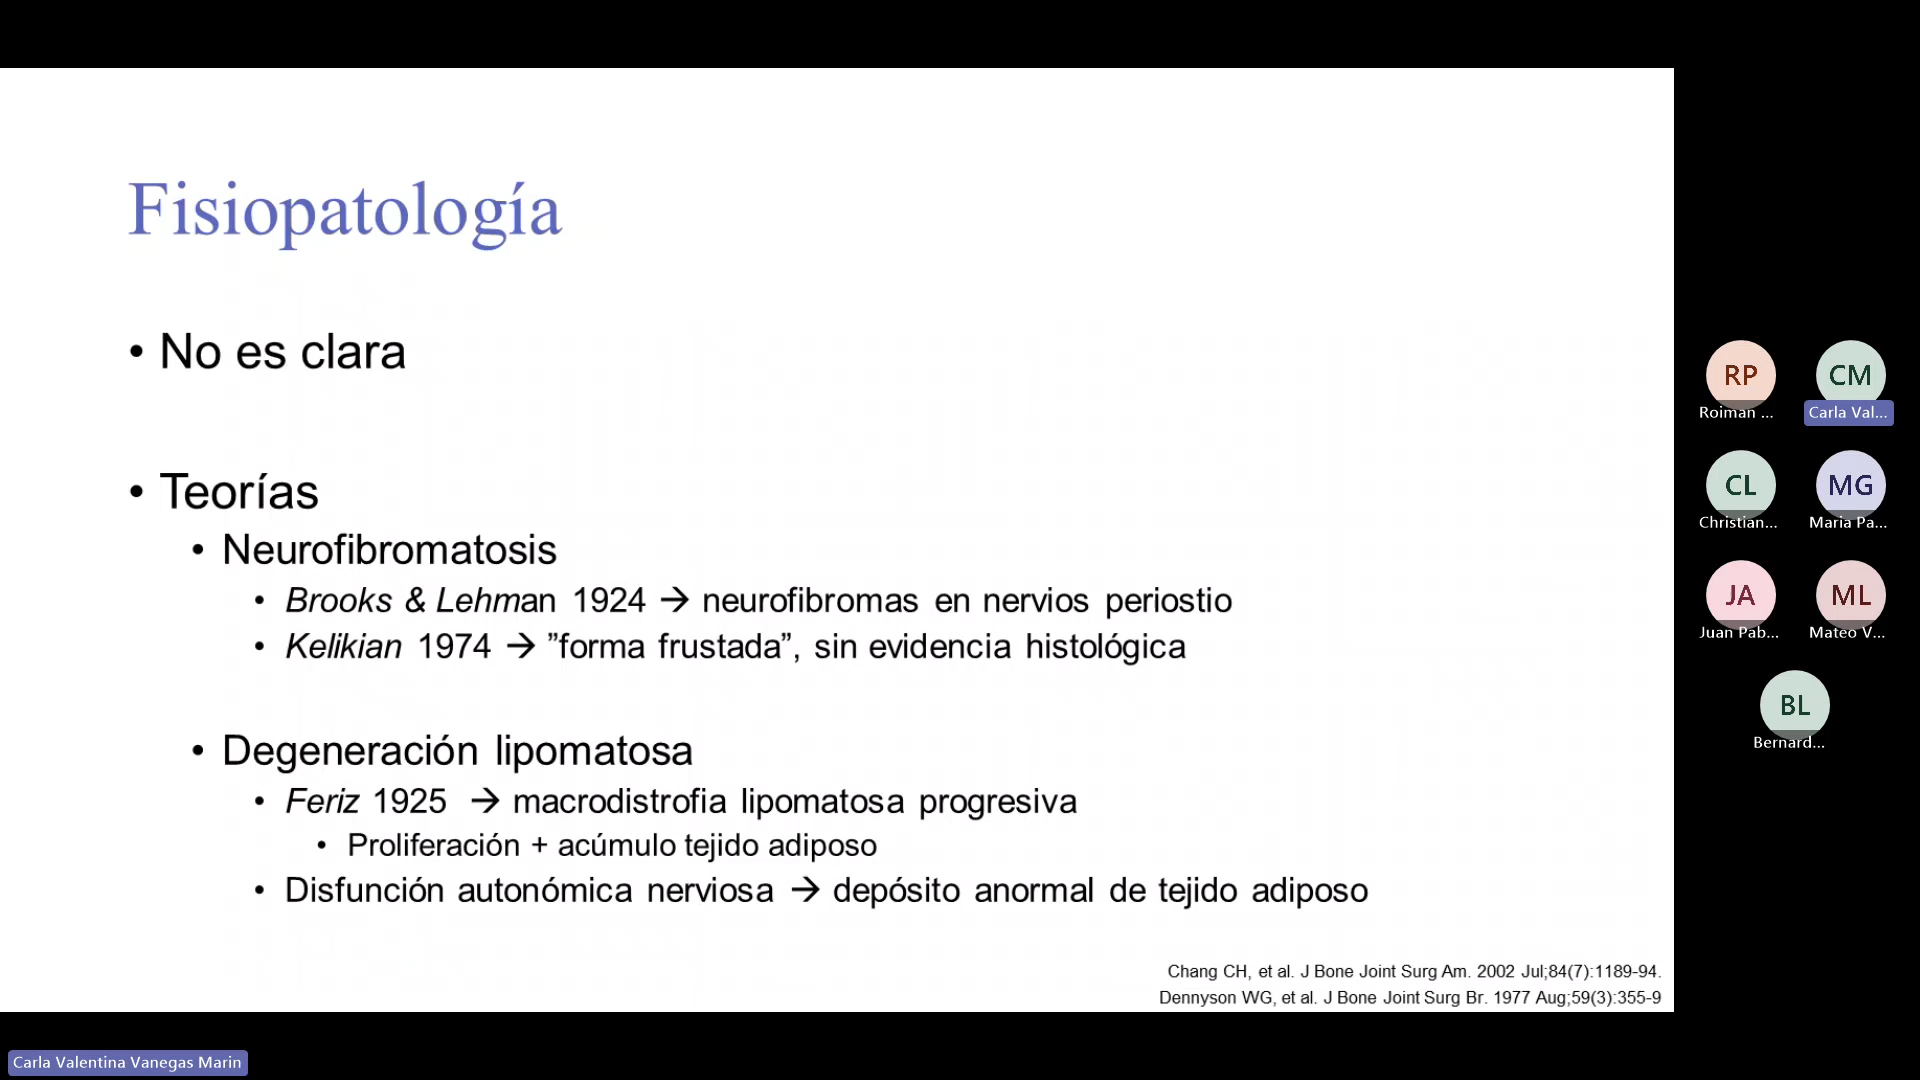 Fisiopatología
• No es clara
• Teorías
• Neurofibromatosis
• Brooks & Lehman 1924 → neurofibromas en nervios periostio
• Kelikian 1974 → ”forma frustada”, sin evidencia histológica
• Degeneración lipomatosa
• Feriz 1925 → macrodistrofia lipomatosa progresiva
• Proliferación + acúmulo tejido adiposo
• Disfunción autonómica nerviosa → depósito anormal de tejido adiposo
Chang CH, et al. J Bone Joint Surg Am. 2002 Jul;84(7):1189-94.
Dennyson WG, et al. J Bone Joint Surg Br. 1977 Aug;59(3):355-9
RP
Roiman ...
CM
Carla Val...
CL
Christian...
MG
Maria Pa...
JA
Juan Pab...
ML
Mateo V...
BL
Bernard...
Carla Valentina Vanegas Marin